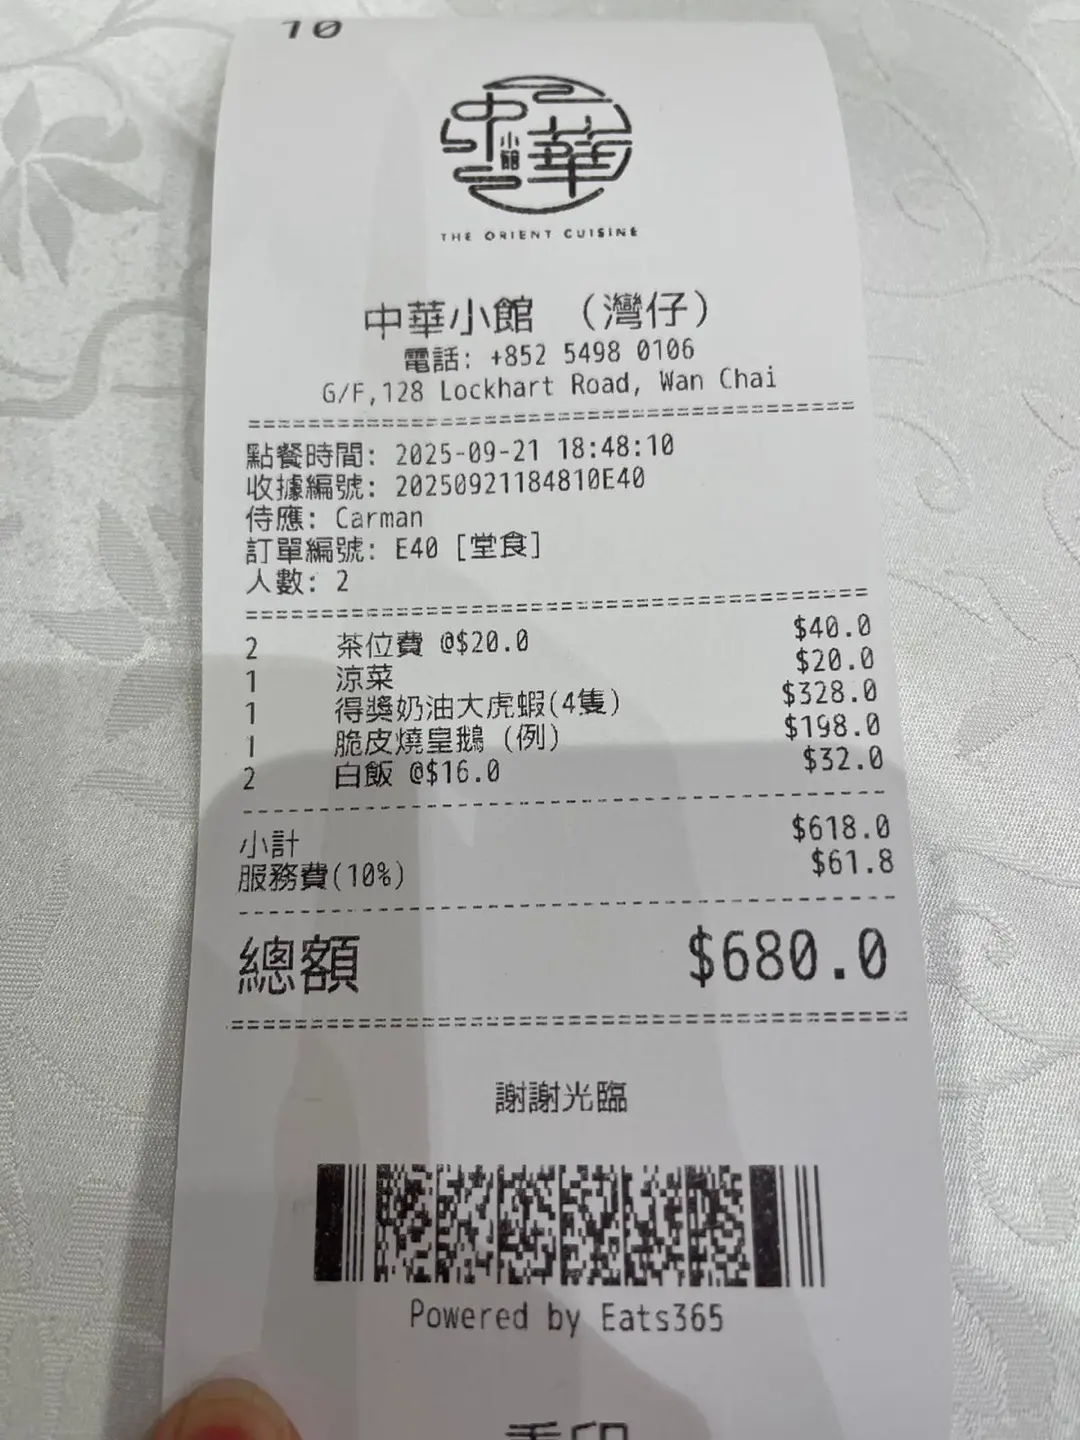 10
中華小館
THE ORIENT CUISINE
中華小館 （灣仔）
電話: +852 5498 0106
G/F,128 Lockhart Road, Wan Chai
點餐時間: 2025-09-21 18:48:10
收據編號: 20250921184810E40
侍應: Carman
訂單編號: E40 [堂食]
人數: 2
2 茶位費 @$20.0 $40.0
1 涼菜 $20.0
1 得獎奶油大虎蝦(4隻) $328.0
1 脆皮燒皇鵝 (例) $198.0
2 白飯 @$16.0 $32.0
小計 $618.0
服務費(10%) $61.8
總額 $680.0
謝謝光臨
Powered by Eats365